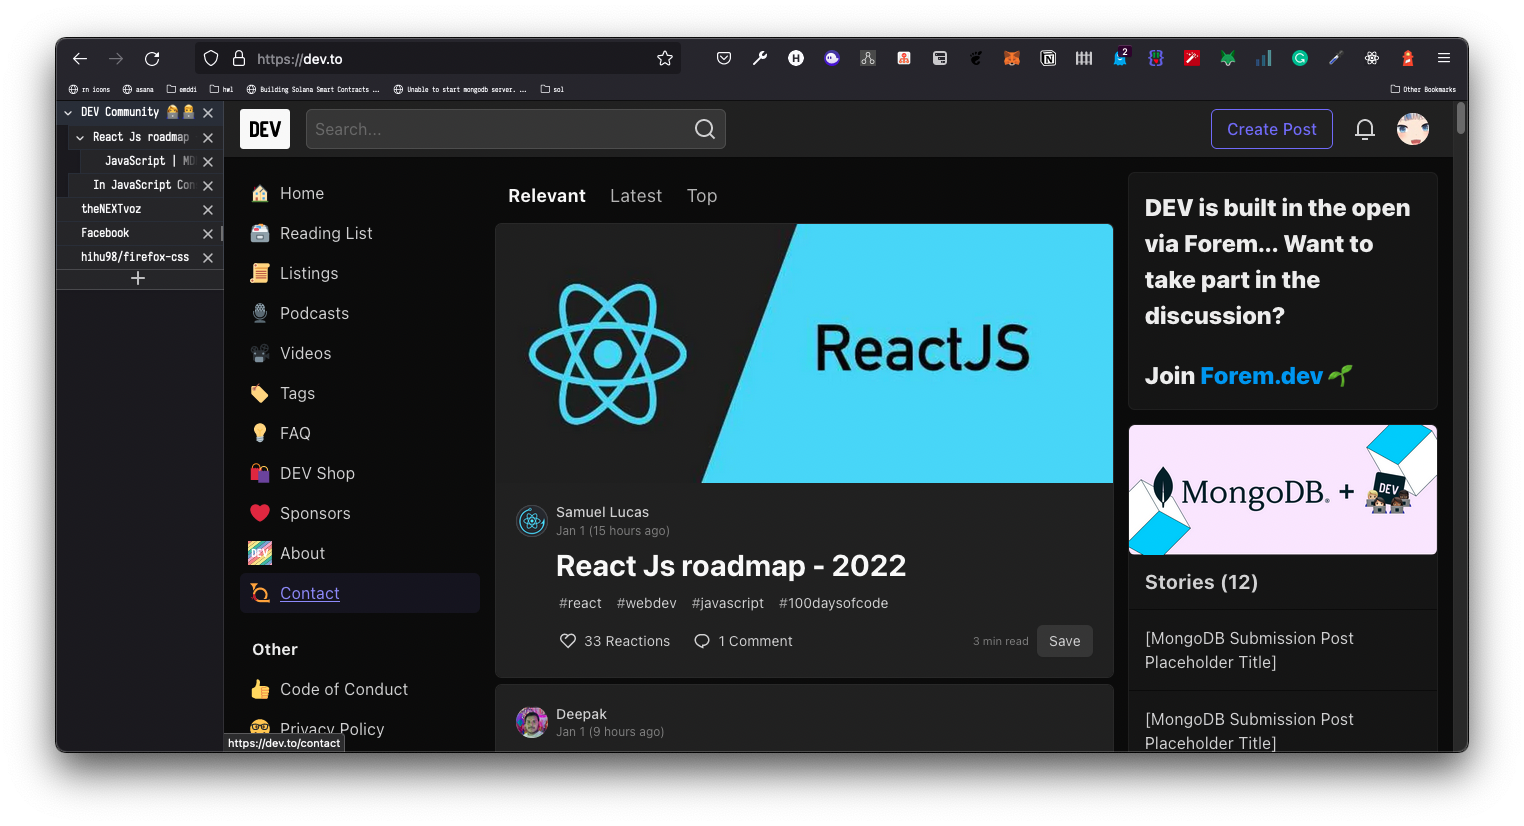 https://dev.to
2
rn icons
asana
emddi
hwl
Building Solana Smart Contracts ...
Unable to start mongodb server. ...
sol
Other Bookmarks
DEV Community
React Js roadmap
JavaScript | MD
In JavaScript Con
theNEXTvoz
Facebook
hihu98/firefox-css
DEV
Search...
Create Post
Home
Reading List
Listings
Podcasts
Videos
Tags
FAQ
DEV Shop
Sponsors
DEV
About
Contact
Other
Code of Conduct
Privacy Policy
https://dev.to/contact
Relevant
Latest
Top
ReactJS
Samuel Lucas
Jan 1 (15 hours ago)
React Js roadmap - 2022
#react #webdev #javascript #100daysofcode
33 Reactions
1 Comment
3 min read
Save
Deepak
Jan 1 (9 hours ago)
DEV is built in the open
via Forem... Want to
take part in the
discussion?
Join Forem.dev
MongoDB. + DEV
Stories (12)
[MongoDB Submission Post
Placeholder Title]
[MongoDB Submission Post
Placeholder Title]